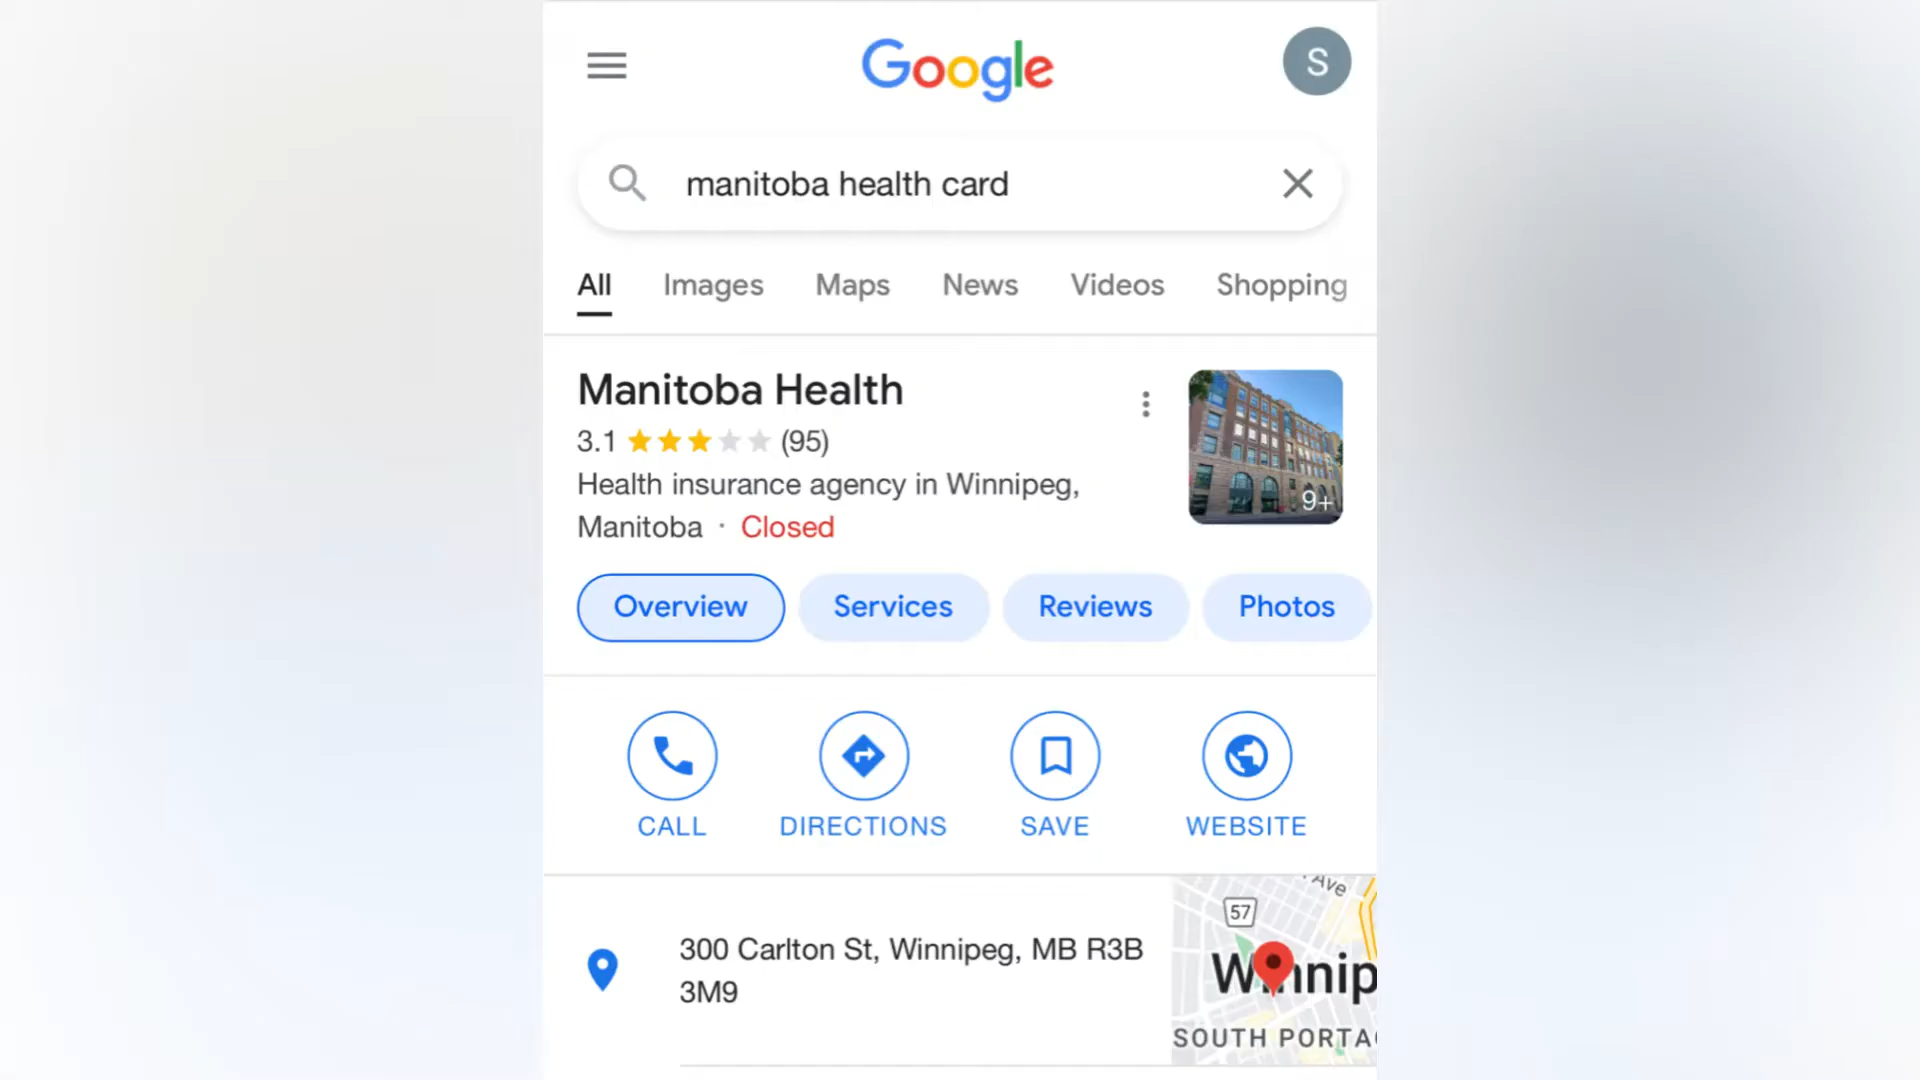 Google
S
manitoba health card
All Images Maps News Videos Shopping
Manitoba Health
3.1 (95)
Health insurance agency in Winnipeg,
Manitoba · Closed
9+
Overview Services Reviews Photos
CALL DIRECTIONS SAVE WEBSITE
300 Carlton St, Winnipeg, MB R3B
3M9
Ave
57
SOUTH